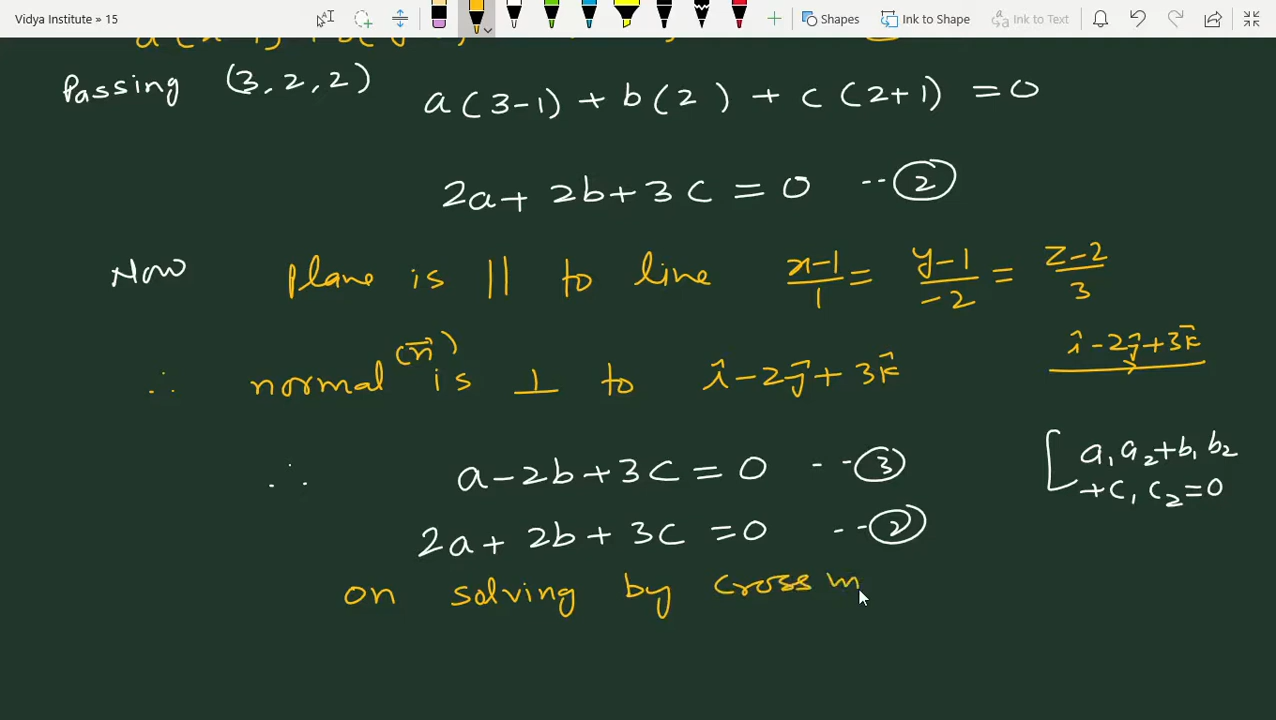 Vidya Institute » 15
Shapes
Ink to Shape
Ink to Text
Passing (3, 2, 2) a(3-1) + b(2) + c(2+1) = 0
2a + 2b + 3c = 0 -- ②
Now Plane is || to line x-1/1 = y-1/-2 = z-2/3
î - 2ĵ + 3k̂
∴ normal (n⃗) is ⊥ to î - 2ĵ + 3k̂
∴ a - 2b + 3c = 0 -- ③
[a₁a₂ + b₁b₂
+ c₁c₂ = 0
2a + 2b + 3c = 0 -- ②
on solving by cross m